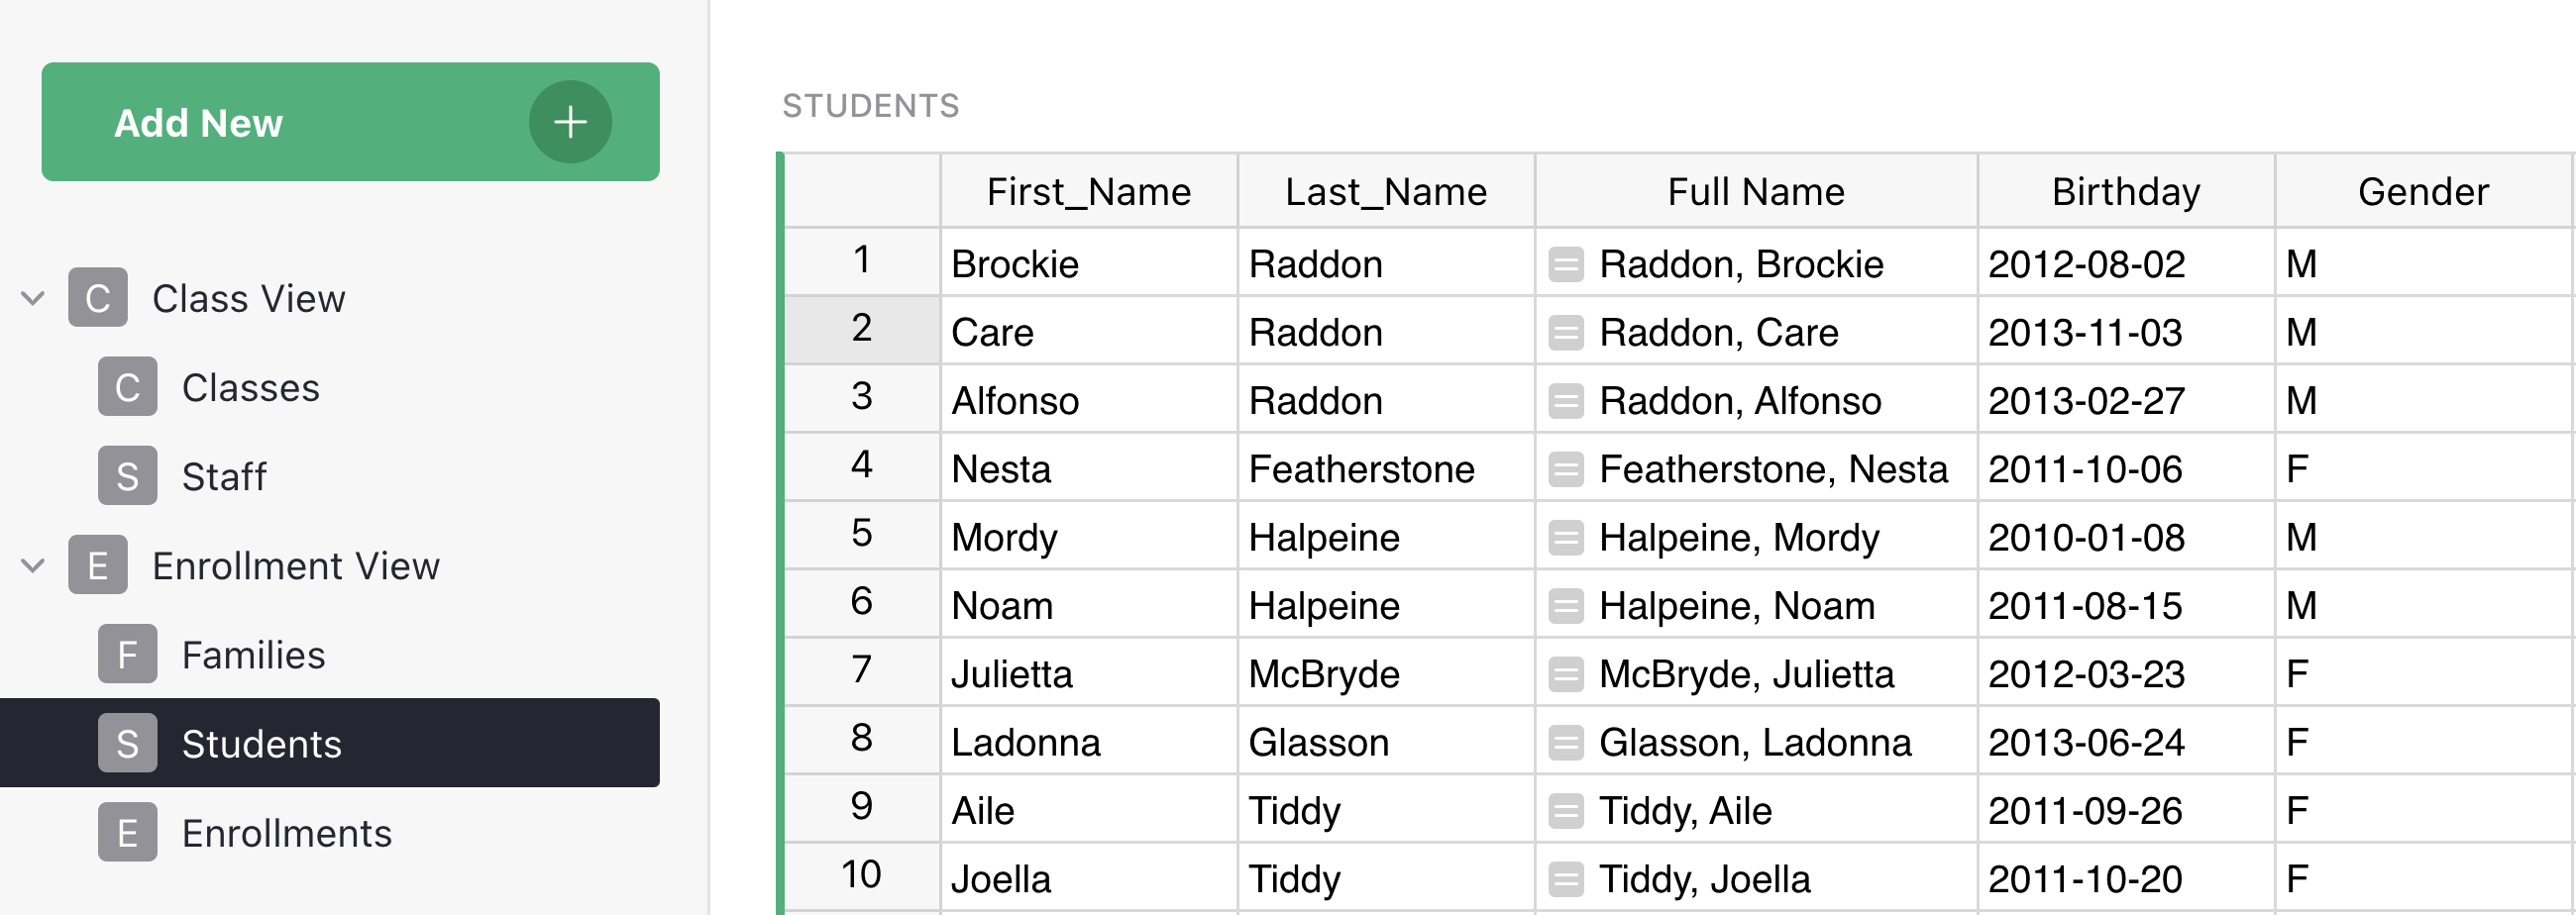 Add New
C Class View
C Classes
S Staff
E Enrollment View
F Families
S Students
E Enrollments
STUDENTS
First_Name Last_Name Full Name Birthday Gender
1 Brockie Raddon Raddon, Brockie 2012-08-02 M
2 Care Raddon Raddon, Care 2013-11-03 M
3 Alfonso Raddon Raddon, Alfonso 2013-02-27 M
4 Nesta Featherstone Featherstone, Nesta 2011-10-06 F
5 Mordy Halpeine Halpeine, Mordy 2010-01-08 M
6 Noam Halpeine Halpeine, Noam 2011-08-15 M
7 Julietta McBryde McBryde, Julietta 2012-03-23 F
8 Ladonna Glasson Glasson, Ladonna 2013-06-24 F
9 Aile Tiddy Tiddy, Aile 2011-09-26 F
10 Joella Tiddy Tiddy, Joella 2011-10-20 F